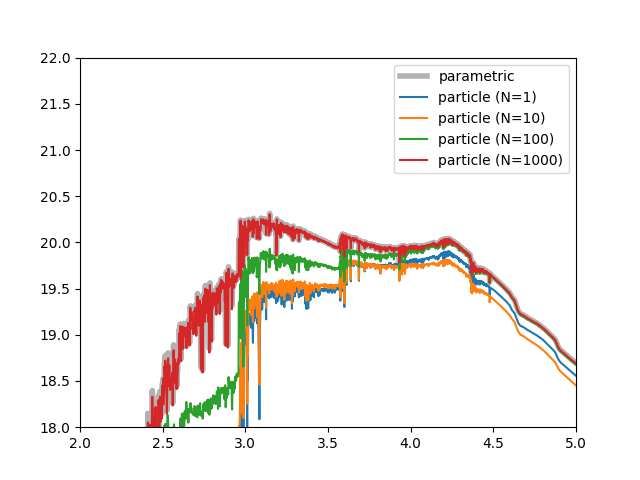 22.0
21.5
21.0
20.5
20.0
19.5
19.0
18.5
18.0
2.0 2.5 3.0 3.5 4.0 4.5 5.0
parametric
particle (N=1)
particle (N=10)
particle (N=100)
particle (N=1000)